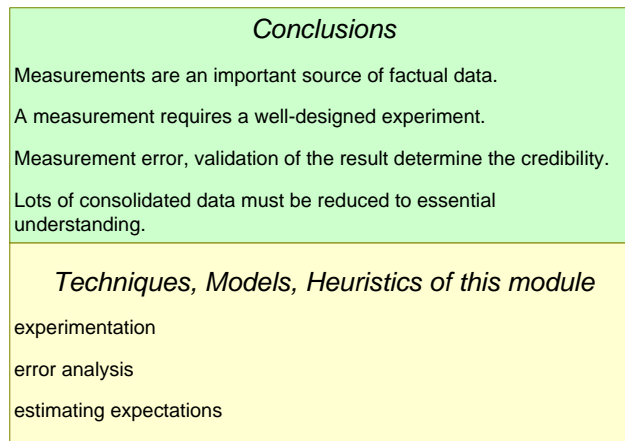 Conclusions
Measurements are an important source of factual data.
A measurement requires a well-designed experiment.
Measurement error, validation of the result determine the credibility.
Lots of consolidated data must be reduced to essential
understanding.
Techniques, Models, Heuristics of this module
experimentation
error analysis
estimating expectations